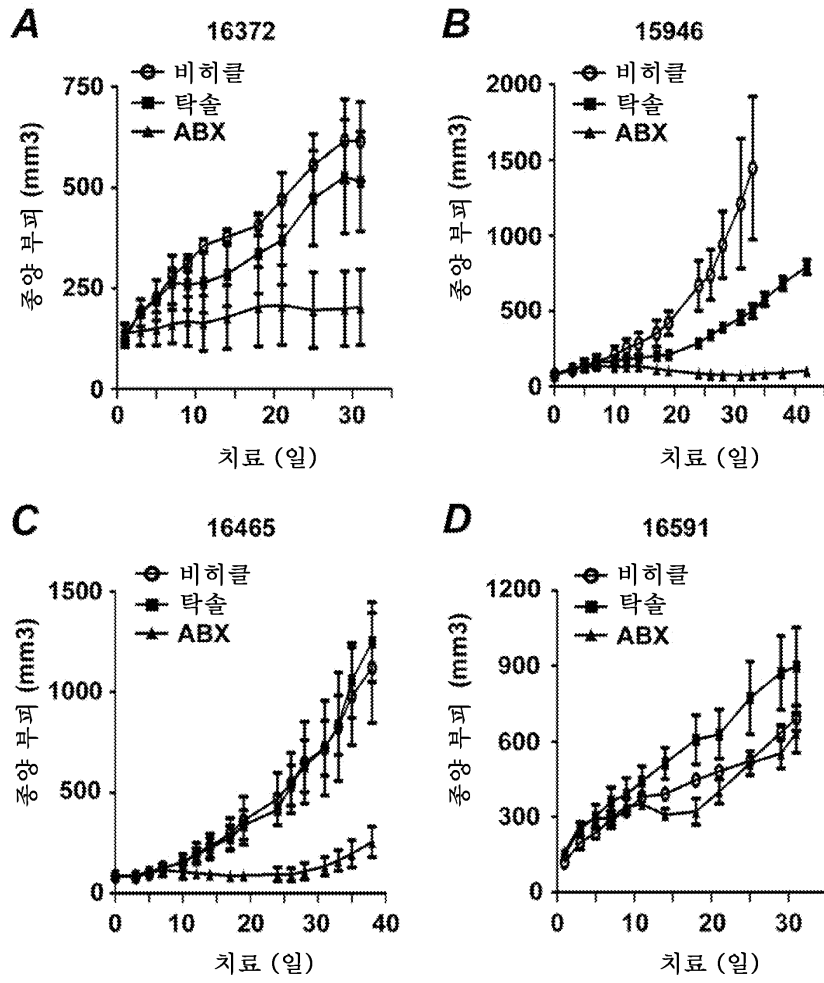 A
16372
비히클
탁솔
ABX
750
500
250
0
종양 부피 (mm3)
0 10 20 30
치료 (일)
B
15946
비히클
탁솔
ABX
2000
1500
1000
500
0
종양 부피 (mm3)
0 10 20 30 40
치료 (일)
C
16465
비히클
탁솔
ABX
1500
1000
500
0
종양 부피 (mm3)
0 10 20 30 40
치료 (일)
D
16591
비히클
탁솔
ABX
1200
900
600
300
0
종양 부피 (mm3)
0 10 20 30
치료 (일)